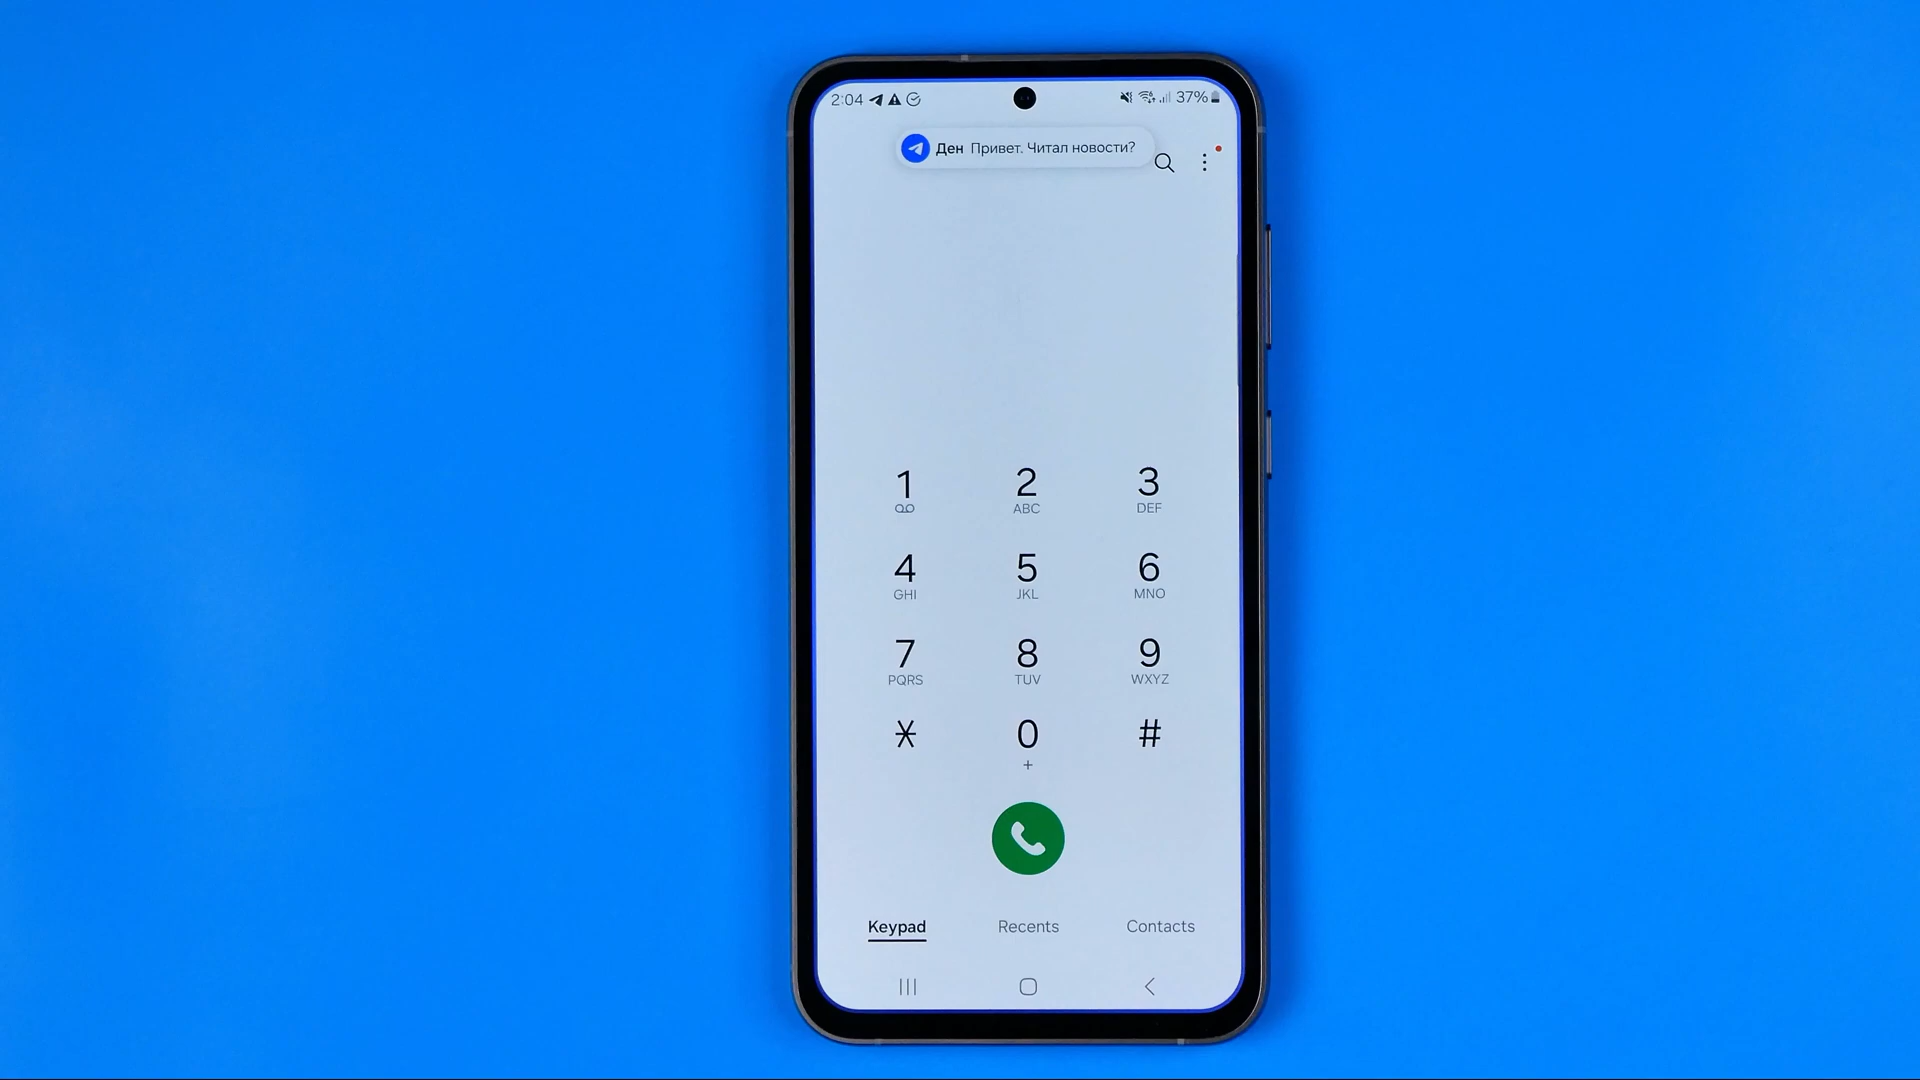 2:04 37%
Ден Привет. Читал новости?
1 2 3
ABC DEF
4 5 6
GHI JKL MNO
7 8 9
PQRS TUV WXYZ
* 0 #
+
Keypad Recents Contacts